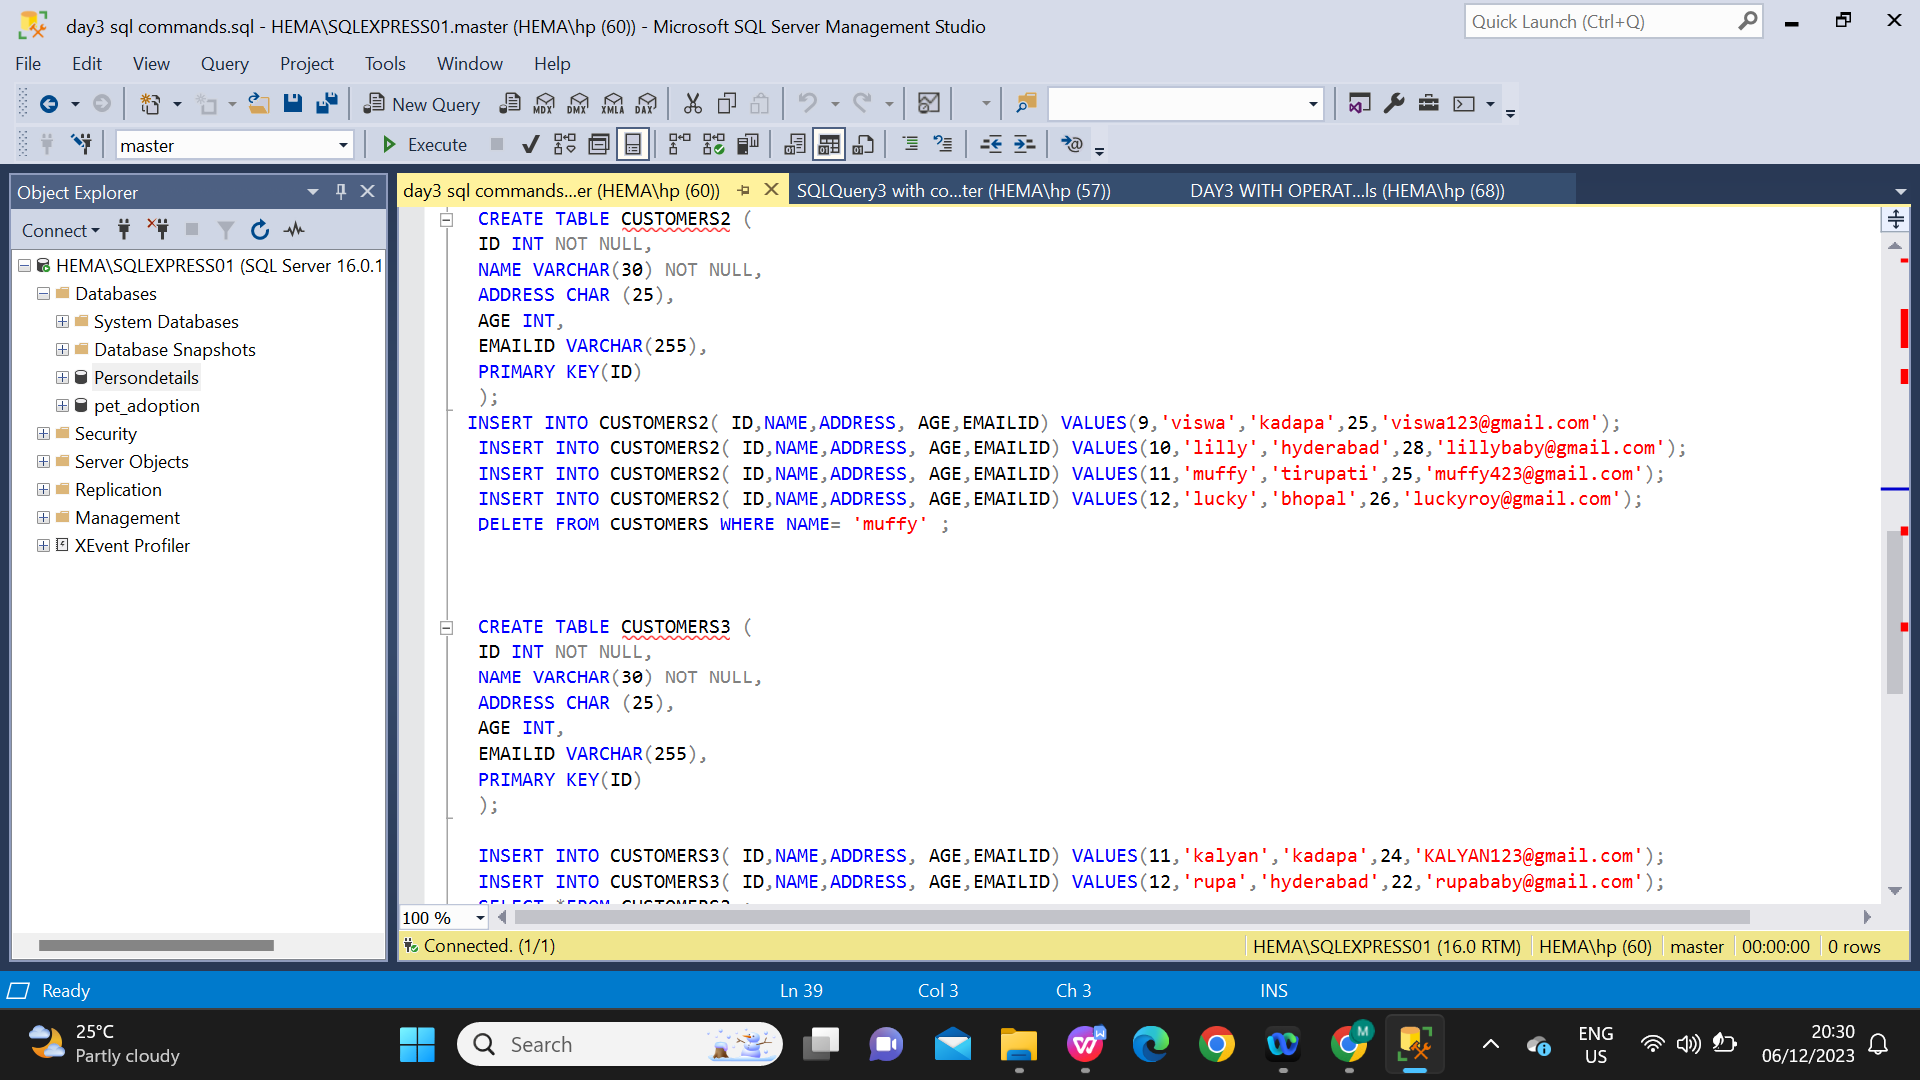 day3 sql commands.sql - HEMA\SQLEXPRESS01.master (HEMA\hp (60)) - Microsoft SQL Server Management Studio
Quick Launch (Ctrl+Q)
File Edit View Query Project Tools Window Help
New Query MDX DMX XMLA DAX
master Execute
Object Explorer
day3 sql commands...er (HEMA\hp (60)) SQLQuery3 with co...ter (HEMA\hp (57)) DAY3 WITH OPERAT...ls (HEMA\hp (68))
Connect
HEMA\SQLEXPRESS01 (SQL Server 16.0.1
Databases
System Databases
Database Snapshots
Persondetails
pet_adoption
Security
Server Objects
Replication
Management
XEvent Profiler
CREATE TABLE CUSTOMERS2 (
ID INT NOT NULL,
NAME VARCHAR(30) NOT NULL,
ADDRESS CHAR (25),
AGE INT,
EMAILID VARCHAR(255),
PRIMARY KEY(ID)
);
INSERT INTO CUSTOMERS2( ID,NAME,ADDRESS, AGE,EMAILID) VALUES(9,'viswa','kadapa',25,'viswa123@gmail.com');
INSERT INTO CUSTOMERS2( ID,NAME,ADDRESS, AGE,EMAILID) VALUES(10,'lilly','hyderabad',28,'lillybaby@gmail.com');
INSERT INTO CUSTOMERS2( ID,NAME,ADDRESS, AGE,EMAILID) VALUES(11,'muffy','tirupati',25,'muffy423@gmail.com');
INSERT INTO CUSTOMERS2( ID,NAME,ADDRESS, AGE,EMAILID) VALUES(12,'lucky','bhopal',26,'luckyroy@gmail.com');
DELETE FROM CUSTOMERS WHERE NAME= 'muffy' ;
CREATE TABLE CUSTOMERS3 (
ID INT NOT NULL,
NAME VARCHAR(30) NOT NULL,
ADDRESS CHAR (25),
AGE INT,
EMAILID VARCHAR(255),
PRIMARY KEY(ID)
);
INSERT INTO CUSTOMERS3( ID,NAME,ADDRESS, AGE,EMAILID) VALUES(11,'kalyan','kadapa',24,'KALYAN123@gmail.com');
INSERT INTO CUSTOMERS3( ID,NAME,ADDRESS, AGE,EMAILID) VALUES(12,'rupa','hyderabad',22,'rupababy@gmail.com');
100 %
Connected. (1/1) HEMA\SQLEXPRESS01 (16.0 RTM) HEMA\hp (60) master 00:00:00 0 rows
Ready Ln 39 Col 3 Ch 3 INS
25°C
Partly cloudy
Search
M
ENG
US
20:30
06/12/2023